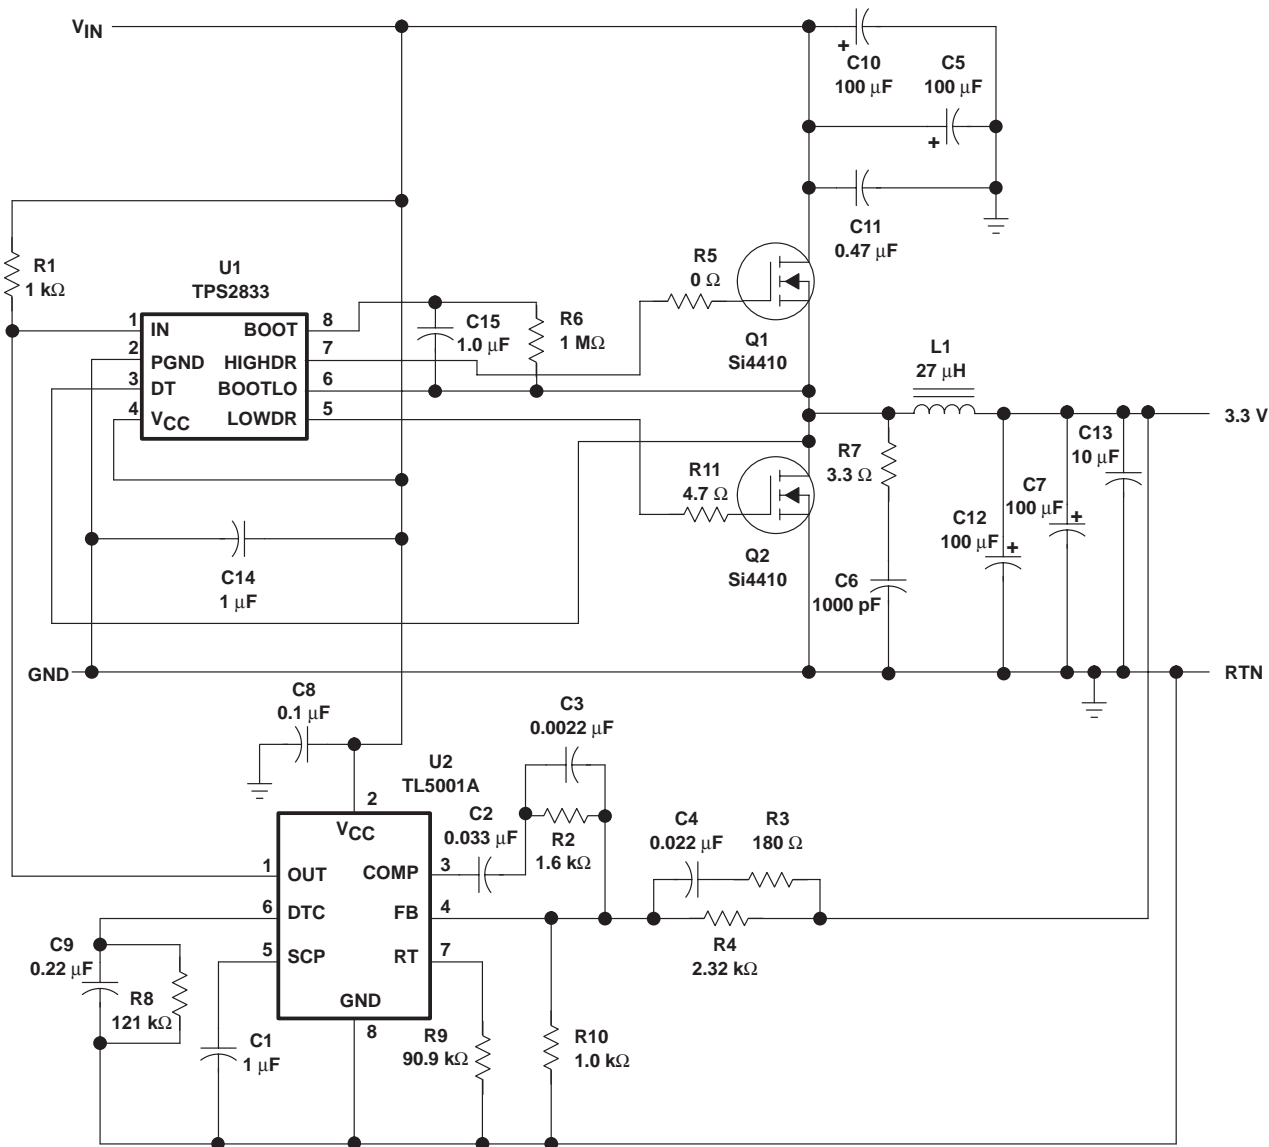 VIN
+
C10
100 μF
C5
100 μF
+
C11
0.47 μF
R1
1 kΩ
U1
TPS2833
1
IN
BOOT
8
2
PGND
HIGHDR
7
3
DT
BOOTLO
6
4
VCC
LOWDR
5
C15
1.0 μF
R6
1 MΩ
R5
0 Ω
Q1
Si4410
L1
27 μH
3.3 V
R11
4.7 Ω
R7
3.3 Ω
C13
10 μF
C7
100 μF
+
C12
100 μF
+
Q2
Si4410
C6
1000 pF
C14
1 μF
GND
RTN
C8
0.1 μF
U2
TL5001A
2
VCC
C3
0.0022 μF
C2
0.033 μF
R2
1.6 kΩ
C4
0.022 μF
R3
180 Ω
1
OUT
COMP
3
6
DTC
FB
4
5
SCP
RT
7
GND
8
R4
2.32 kΩ
C9
0.22 μF
R8
121 kΩ
C1
1 μF
R9
90.9 kΩ
R10
1.0 kΩ